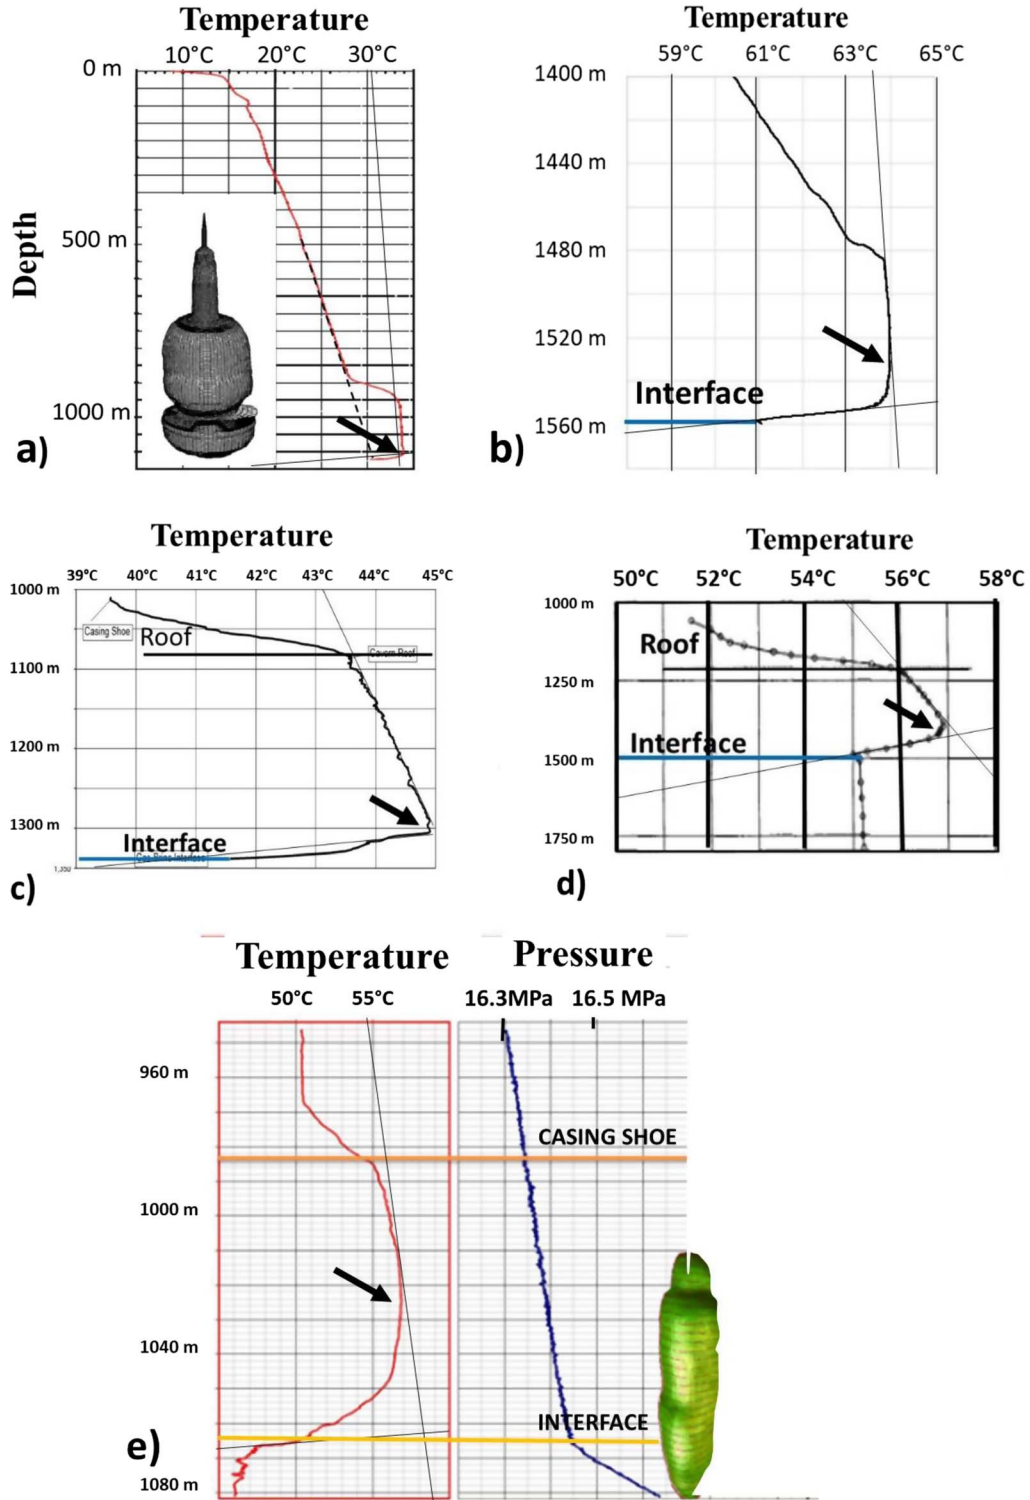 Temperature
10°C 20°C 30°C
0 m
500 m
1000 m
Depth
a)
Temperature
59°C 61°C 63°C 65°C
1400 m
1440 m
1480 m
1520 m
1560 m
Interface
b)
Temperature
39°C 40°C 41°C 42°C 43°C 44°C 45°C
1000 m
1100 m
1200 m
1300 m
Casing Shoe
Roof
Cavern Roof
Interface
Gas-Brine Interface
c)
Temperature
50°C 52°C 54°C 56°C 58°C
1000 m
1250 m
1500 m
1750 m
Roof
Interface
d)
Temperature
50°C 55°C
960 m
1000 m
1040 m
1080 m
Pressure
16.3MPa 16.5 MPa
CASING SHOE
INTERFACE
e)